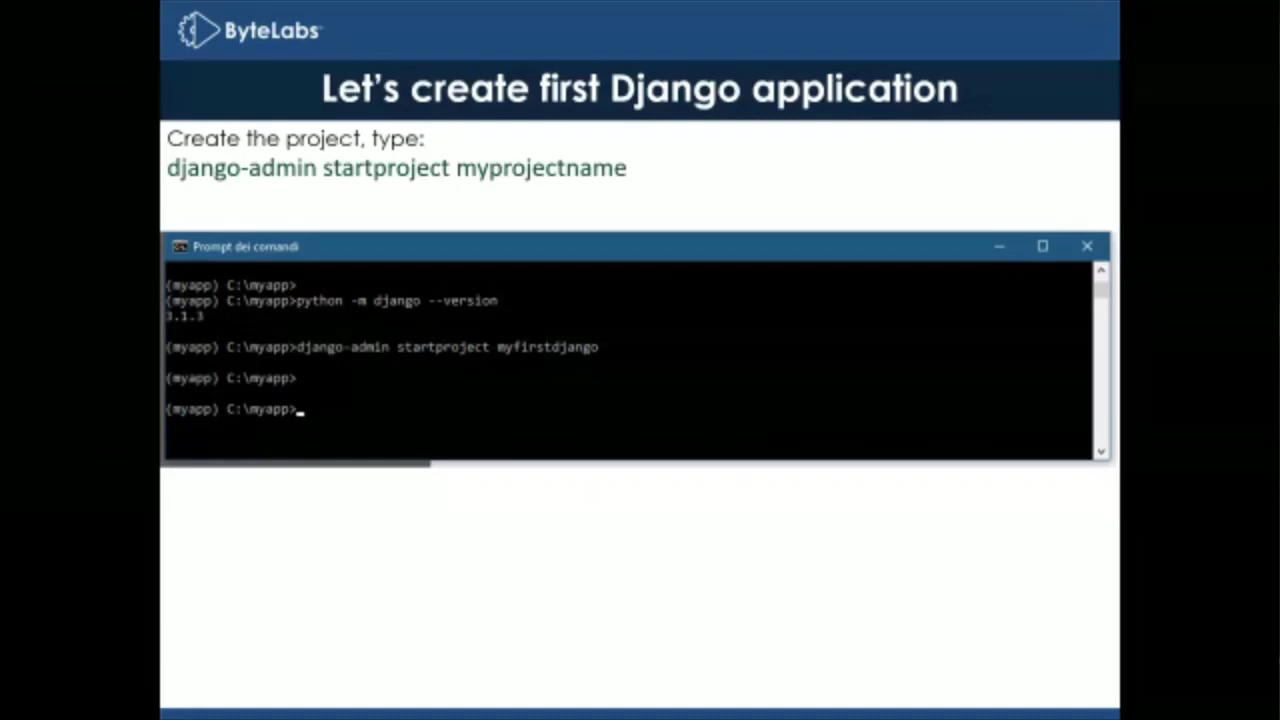 ByteLabs
Let's create first Django application
Create the project, type:
django-admin startproject myprojectname
Prompt dei comandi
(myapp) C:\myapp>
(myapp) C:\myapp>python -m django --version
3.1.3
(myapp) C:\myapp>django-admin startproject myfirstdjango
(myapp) C:\myapp>
(myapp) C:\myapp>